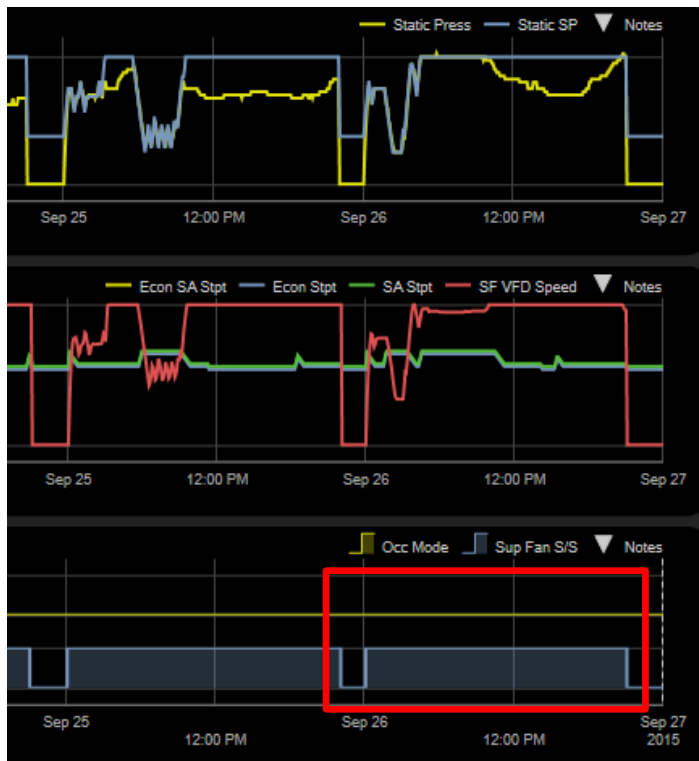 Static Press Static SP Notes
Sep 25 12:00 PM Sep 26 12:00 PM Sep 27
Econ SA Stpt Econ Stpt SA Stpt SF VFD Speed Notes
Sep 25 12:00 PM Sep 26 12:00 PM Sep 27
Occ Mode Sup Fan S/S Notes
Sep 25 12:00 PM Sep 26 12:00 PM Sep 27
2015